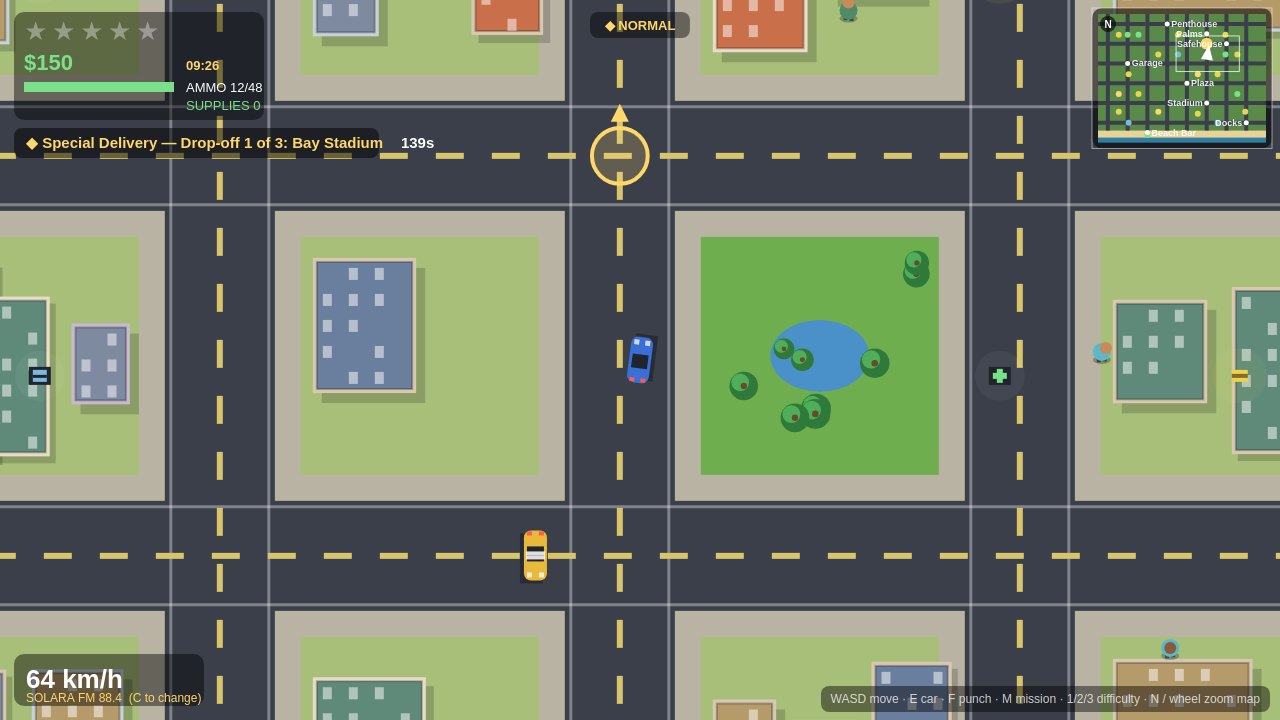 ★★★★★
$150
09:26
AMMO 12/48
SUPPLIES 0
◆ Special Delivery — Drop-off 1 of 3: Bay Stadium 139s
◆ NORMAL
N
Penthouse
Palms
Safehouse
Garage
Plaza
Stadium
Docks
Beach Bar
64 km/h
SOLARA FM 88.4 (C to change)
WASD move · E car · F punch · M mission · 1/2/3 difficulty · N / wheel zoom map